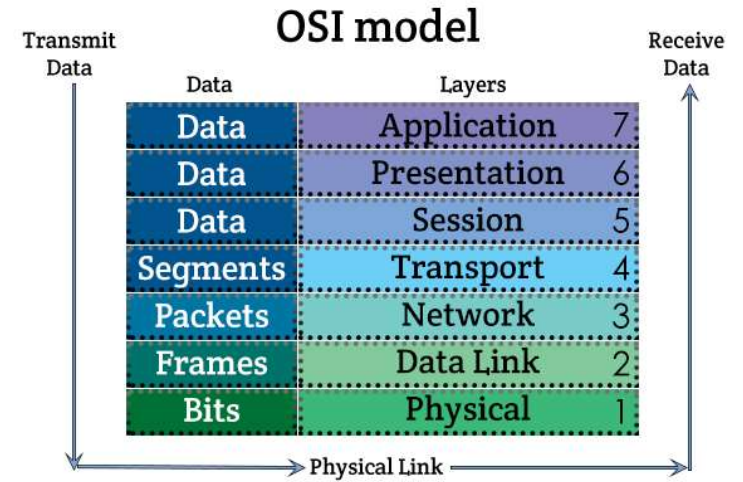 OSI model
Transmit
Data
Receive
Data
Data
Layers
Data Application 7
Data Presentation 6
Data Session 5
Segments Transport 4
Packets Network 3
Frames Data Link 2
Bits Physical 1
Physical Link